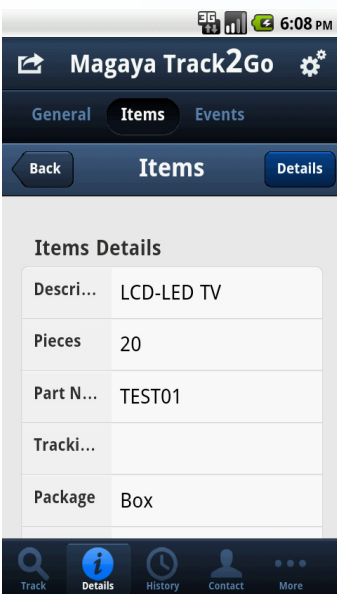 3G 6:08 PM
Magaya Track2Go
General Items Events
Back Items Details
Items Details
Descri... LCD-LED TV
Pieces 20
Part N... TEST01
Tracki...
Package Box
Track Details History Contact More